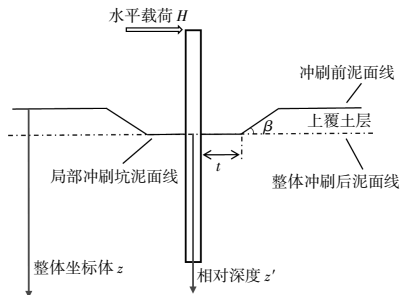 水平载荷 H
冲刷前泥面线
上覆土层
β
t
局部冲刷坑泥面线
整体冲刷后泥面线
整体坐标体 z
相对深度 z'